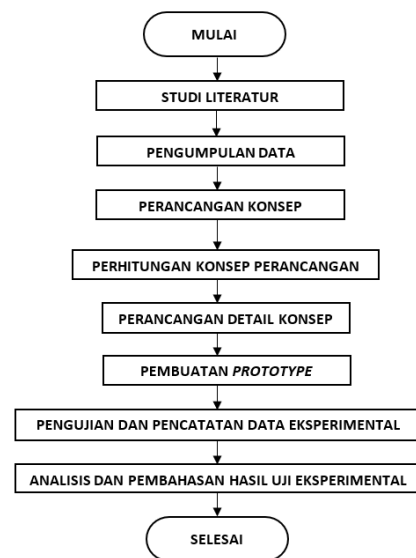 MULAI
STUDI LITERATUR
PENGUMPULAN DATA
PERANCANGAN KONSEP
PERHITUNGAN KONSEP PERANCANGAN
PERANCANGAN DETAIL KONSEP
PEMBUATAN PROTOTYPE
PENGUJIAN DAN PENCATATAN DATA EKSPERIMENTAL
ANALISIS DAN PEMBAHASAN HASIL UJI EKSPERIMENTAL
SELESAI